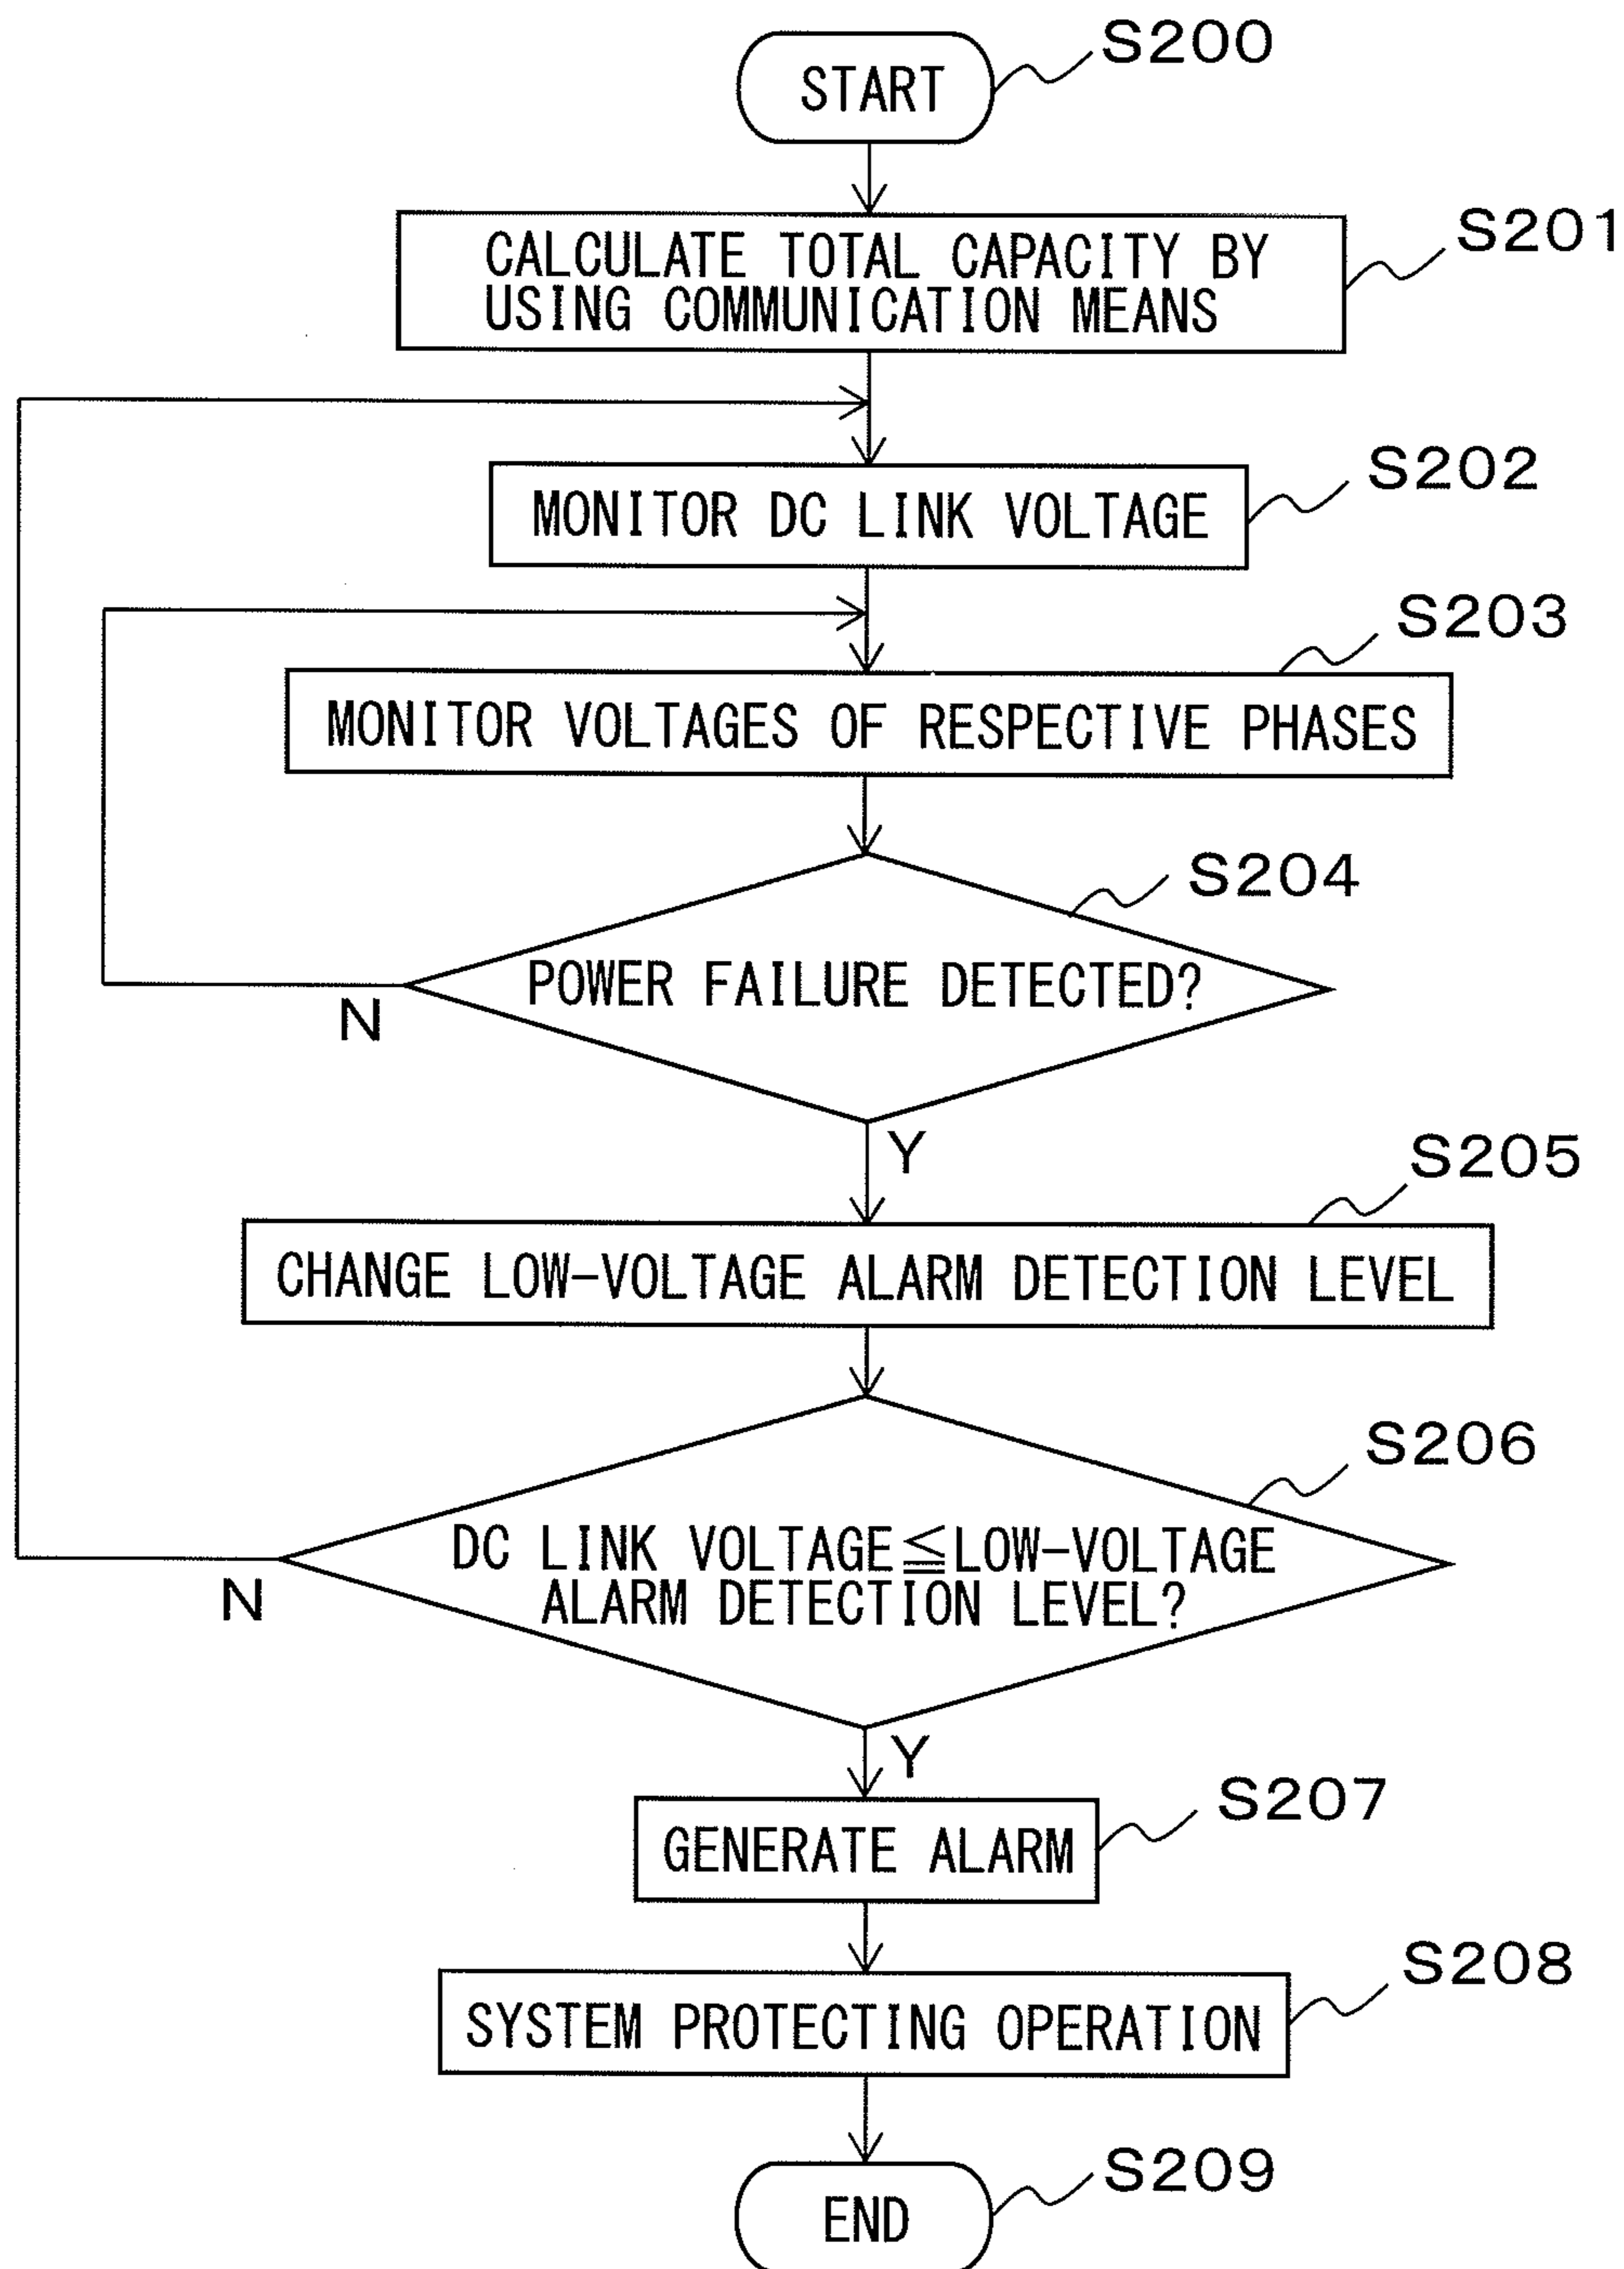 START
S200
CALCULATE TOTAL CAPACITY BY
USING COMMUNICATION MEANS
S201
MONITOR DC LINK VOLTAGE
S202
S203
MONITOR VOLTAGES OF RESPECTIVE PHASES
S204
POWER FAILURE DETECTED?
N
Y
S205
CHANGE LOW-VOLTAGE ALARM DETECTION LEVEL
S206
DC LINK VOLTAGE≦LOW-VOLTAGE
ALARM DETECTION LEVEL?
N
Y
S207
GENERATE ALARM
S208
SYSTEM PROTECTING OPERATION
S209
END